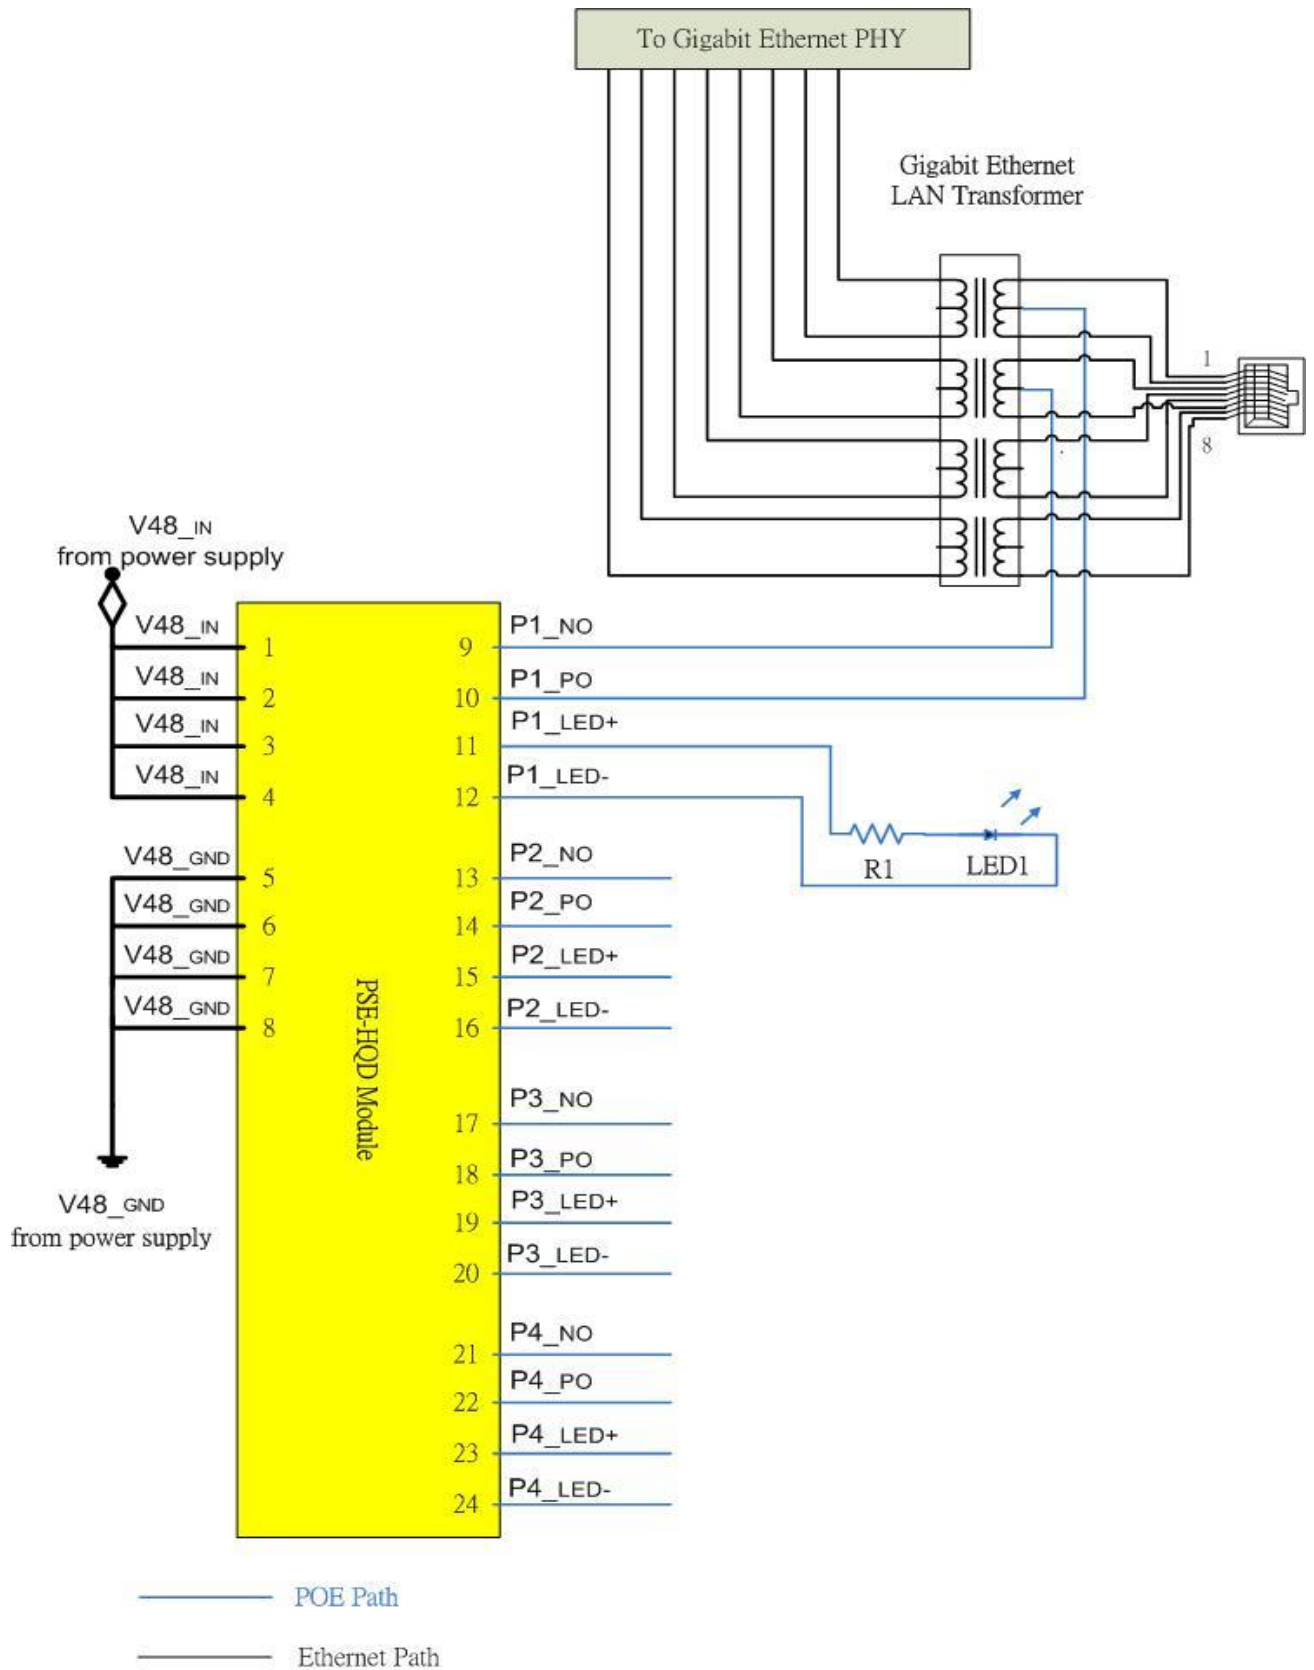 To Gigabit Ethernet PHY
Gigabit Ethernet
LAN Transformer
1
8
V48_IN
from power supply
V48_IN
1
V48_IN
2
V48_IN
3
V48_IN
4
V48_GND
5
V48_GND
6
V48_GND
7
V48_GND
8
V48_GND
from power supply
PSE-HQD Module
P1_NO
9
P1_PO
10
P1_LED+
11
P1_LED-
12
R1
LED1
P2_NO
13
P2_PO
14
P2_LED+
15
P2_LED-
16
P3_NO
17
P3_PO
18
P3_LED+
19
P3_LED-
20
P4_NO
21
P4_PO
22
P4_LED+
23
P4_LED-
24
POE Path
Ethernet Path